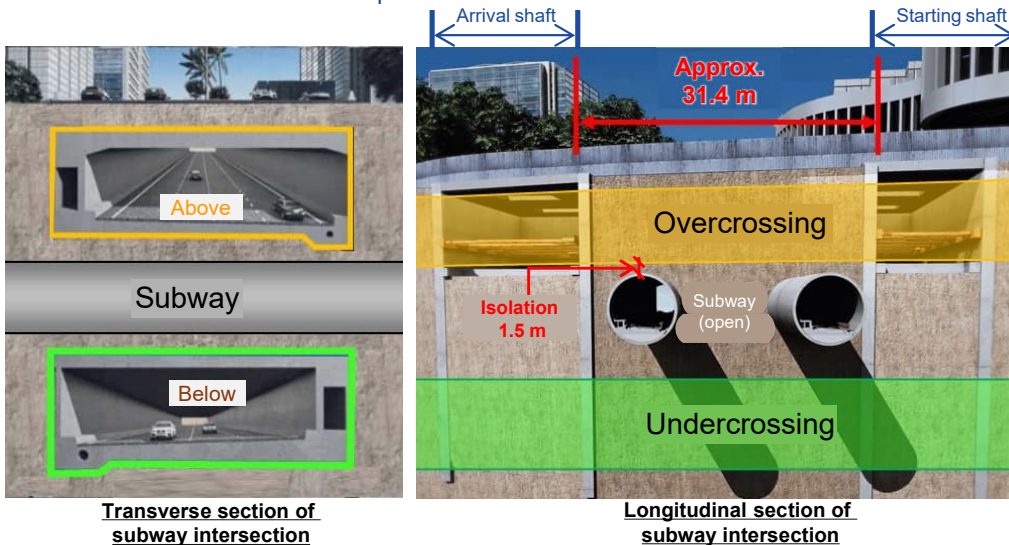 Arrival shaft
Starting shaft
Approx.
31.4 m
Above
Subway
Below
Overcrossing
Isolation
1.5 m
Subway
(open)
Undercrossing
Transverse section of
subway intersection
Longitudinal section of
subway intersection